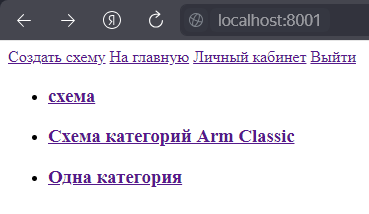 localhost:8001
Создать схему На главную Личный кабинет Выйти
схема
Схема категорий Arm Classic
Одна категория